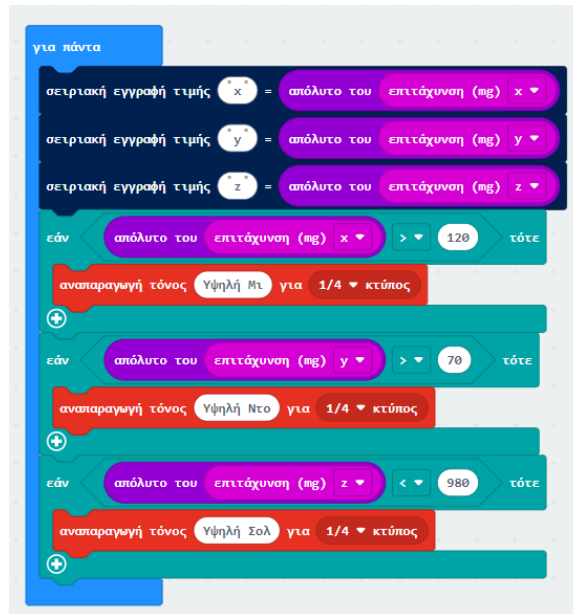 για πάντα
σειριακή εγγραφή τιμής "x" = απόλυτο του επιτάχυνση (mg) x
σειριακή εγγραφή τιμής "y" = απόλυτο του επιτάχυνση (mg) y
σειριακή εγγραφή τιμής "z" = απόλυτο του επιτάχυνση (mg) z
εάν απόλυτο του επιτάχυνση (mg) x > 120 τότε
αναπαραγωγή τόνος Υψηλή Μι για 1/4 κτύπος
εάν απόλυτο του επιτάχυνση (mg) y > 70 τότε
αναπαραγωγή τόνος Υψηλή Ντο για 1/4 κτύπος
εάν απόλυτο του επιτάχυνση (mg) z < 980 τότε
αναπαραγωγή τόνος Υψηλή Σολ για 1/4 κτύπος